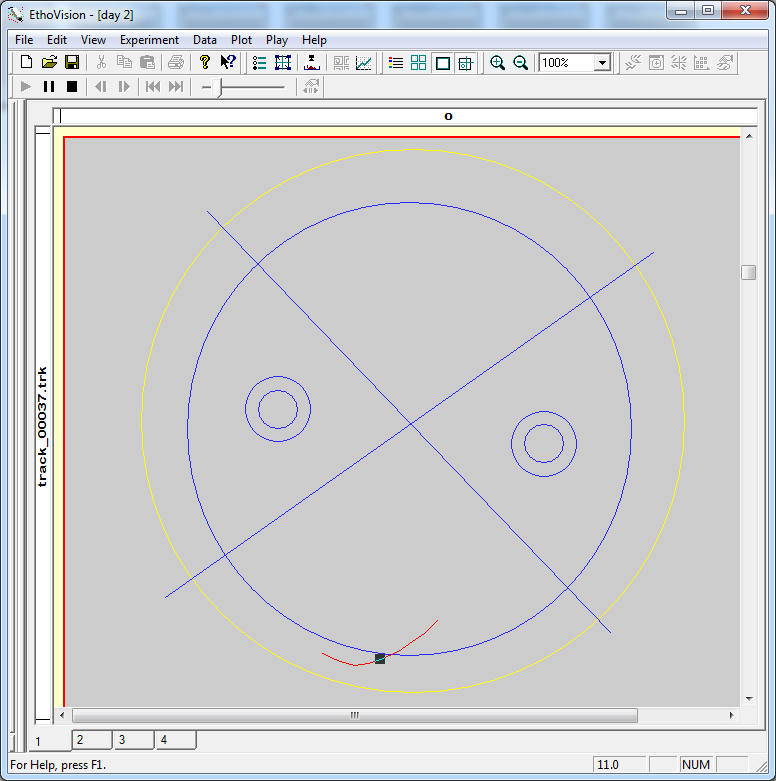 EthoVision - [day 2]
File Edit View Experiment Data Plot Play Help
100%
o
track_00037.trk
1 2 3 4
For Help, press F1. 11.0 NUM